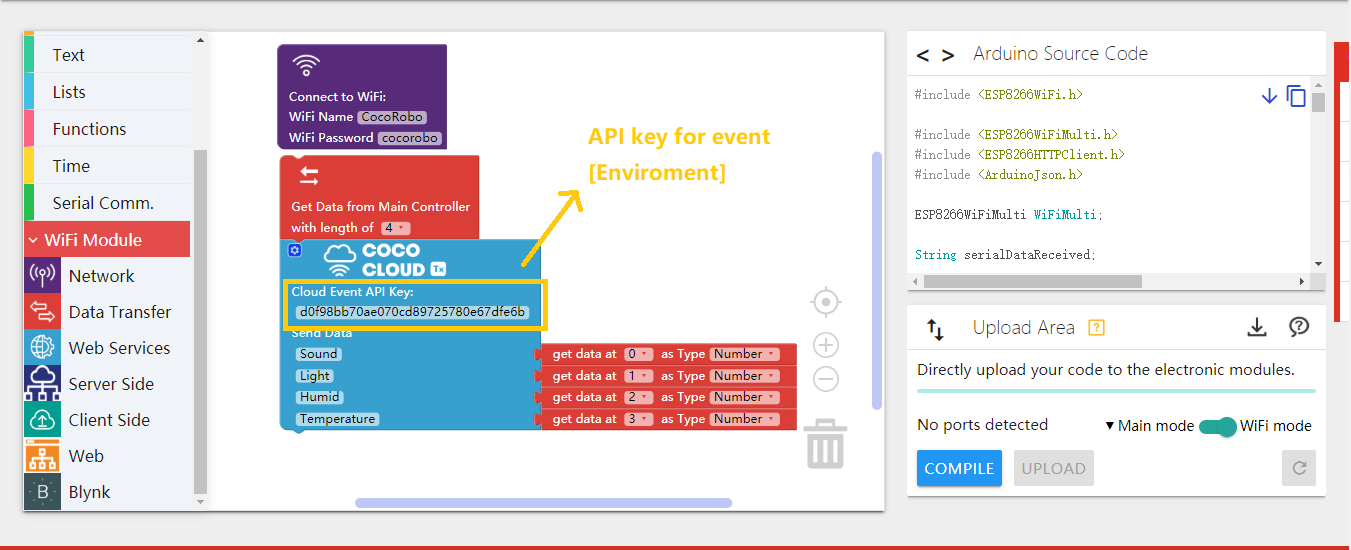 Text
Lists
Functions
Time
Serial Comm.
WiFi Module
Network
Data Transfer
Web Services
Server Side
Client Side
Web
B Blynk
Connect to WiFi:
WiFi Name CocoRobo
WiFi Password cocorobo
Get Data from Main Controller
with length of 4
COCO
CLOUD Tx
Cloud Event API Key:
d0f98bb70ae070cd89725780e67dfe6b
Send Data
Sound get data at 0 as Type Number
Light get data at 1 as Type Number
Humid get data at 2 as Type Number
Temperature get data at 3 as Type Number
API key for event
[Enviroment]
< > Arduino Source Code
#include <ESP8266WiFi.h>
#include <ESP8266WiFiMulti.h>
#include <ESP8266HTTPClient.h>
#include <ArduinoJson.h>
ESP8266WiFiMulti WiFiMulti;
String serialDataReceived;
Upload Area ?
Directly upload your code to the electronic modules.
No ports detected
Main mode WiFi mode
COMPILE UPLOAD